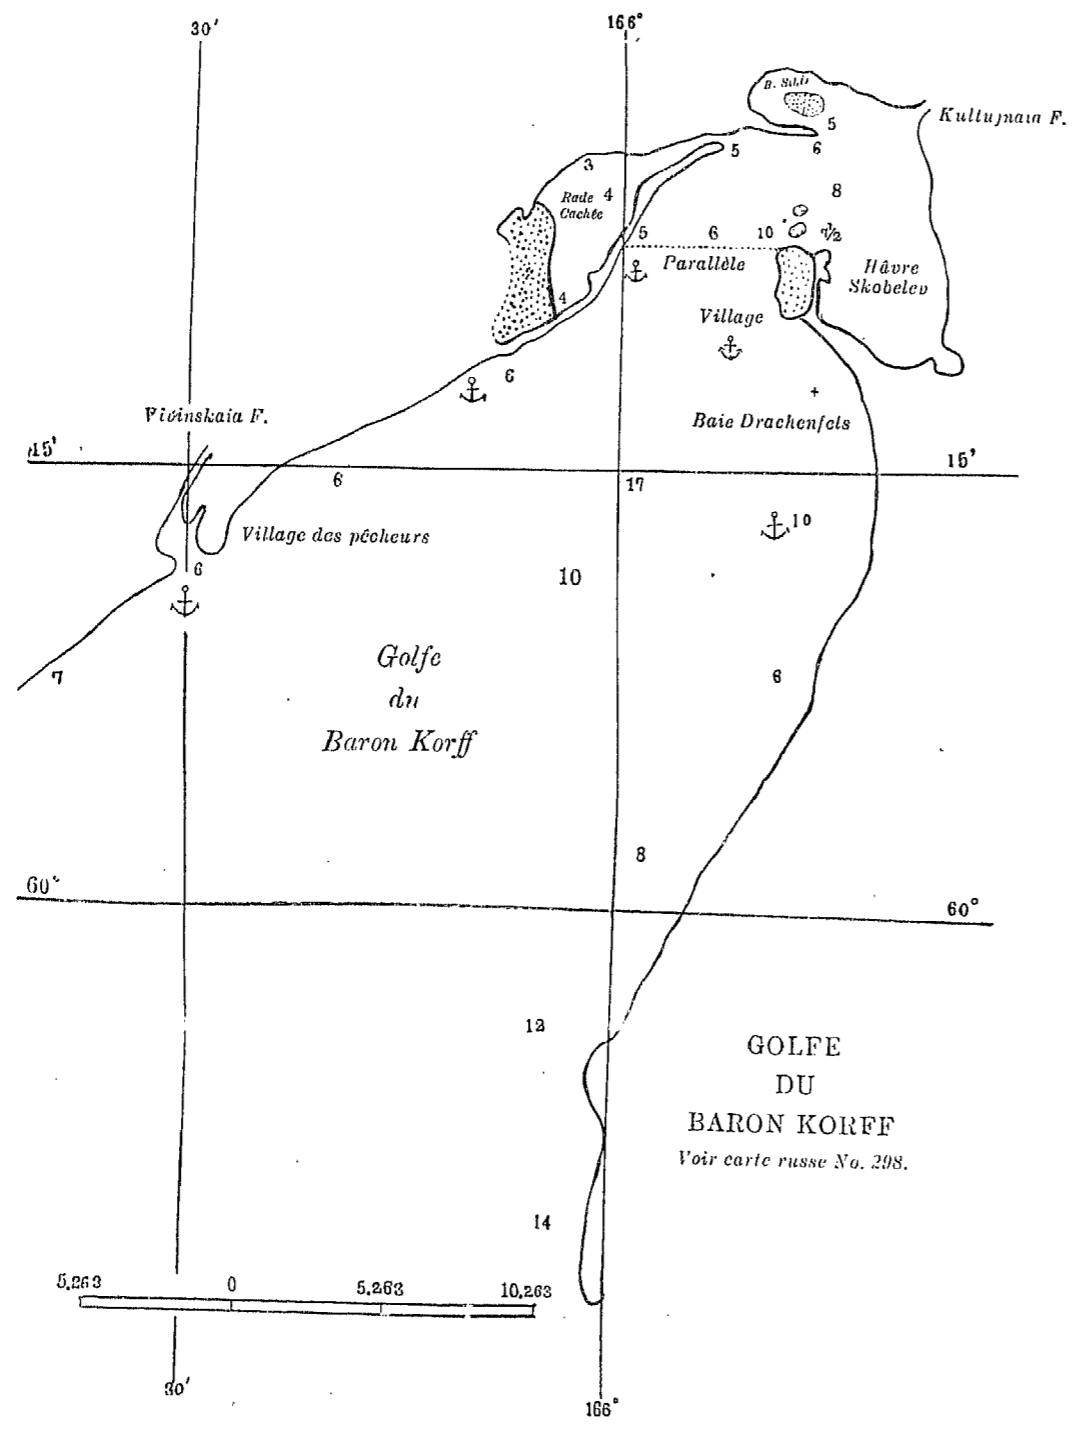 30'
166°
Kultujnaia F.
5
6
5
3
8
Rade
Cachée
4
5
6
10
7½
Parallèle
Hâvre
Skobelev
4
Village
6
Vivinskaia F.
Baie Drachenfels
15'
15'
6
17
10
Village des pêcheurs
6
10
Golfe
du
Baron Korff
7
6
8
60°
60°
12
GOLFE
DU
BARON KORFF
Voir carte russe No. 298.
14
5,263
0
5,263
10,263
30'
166°